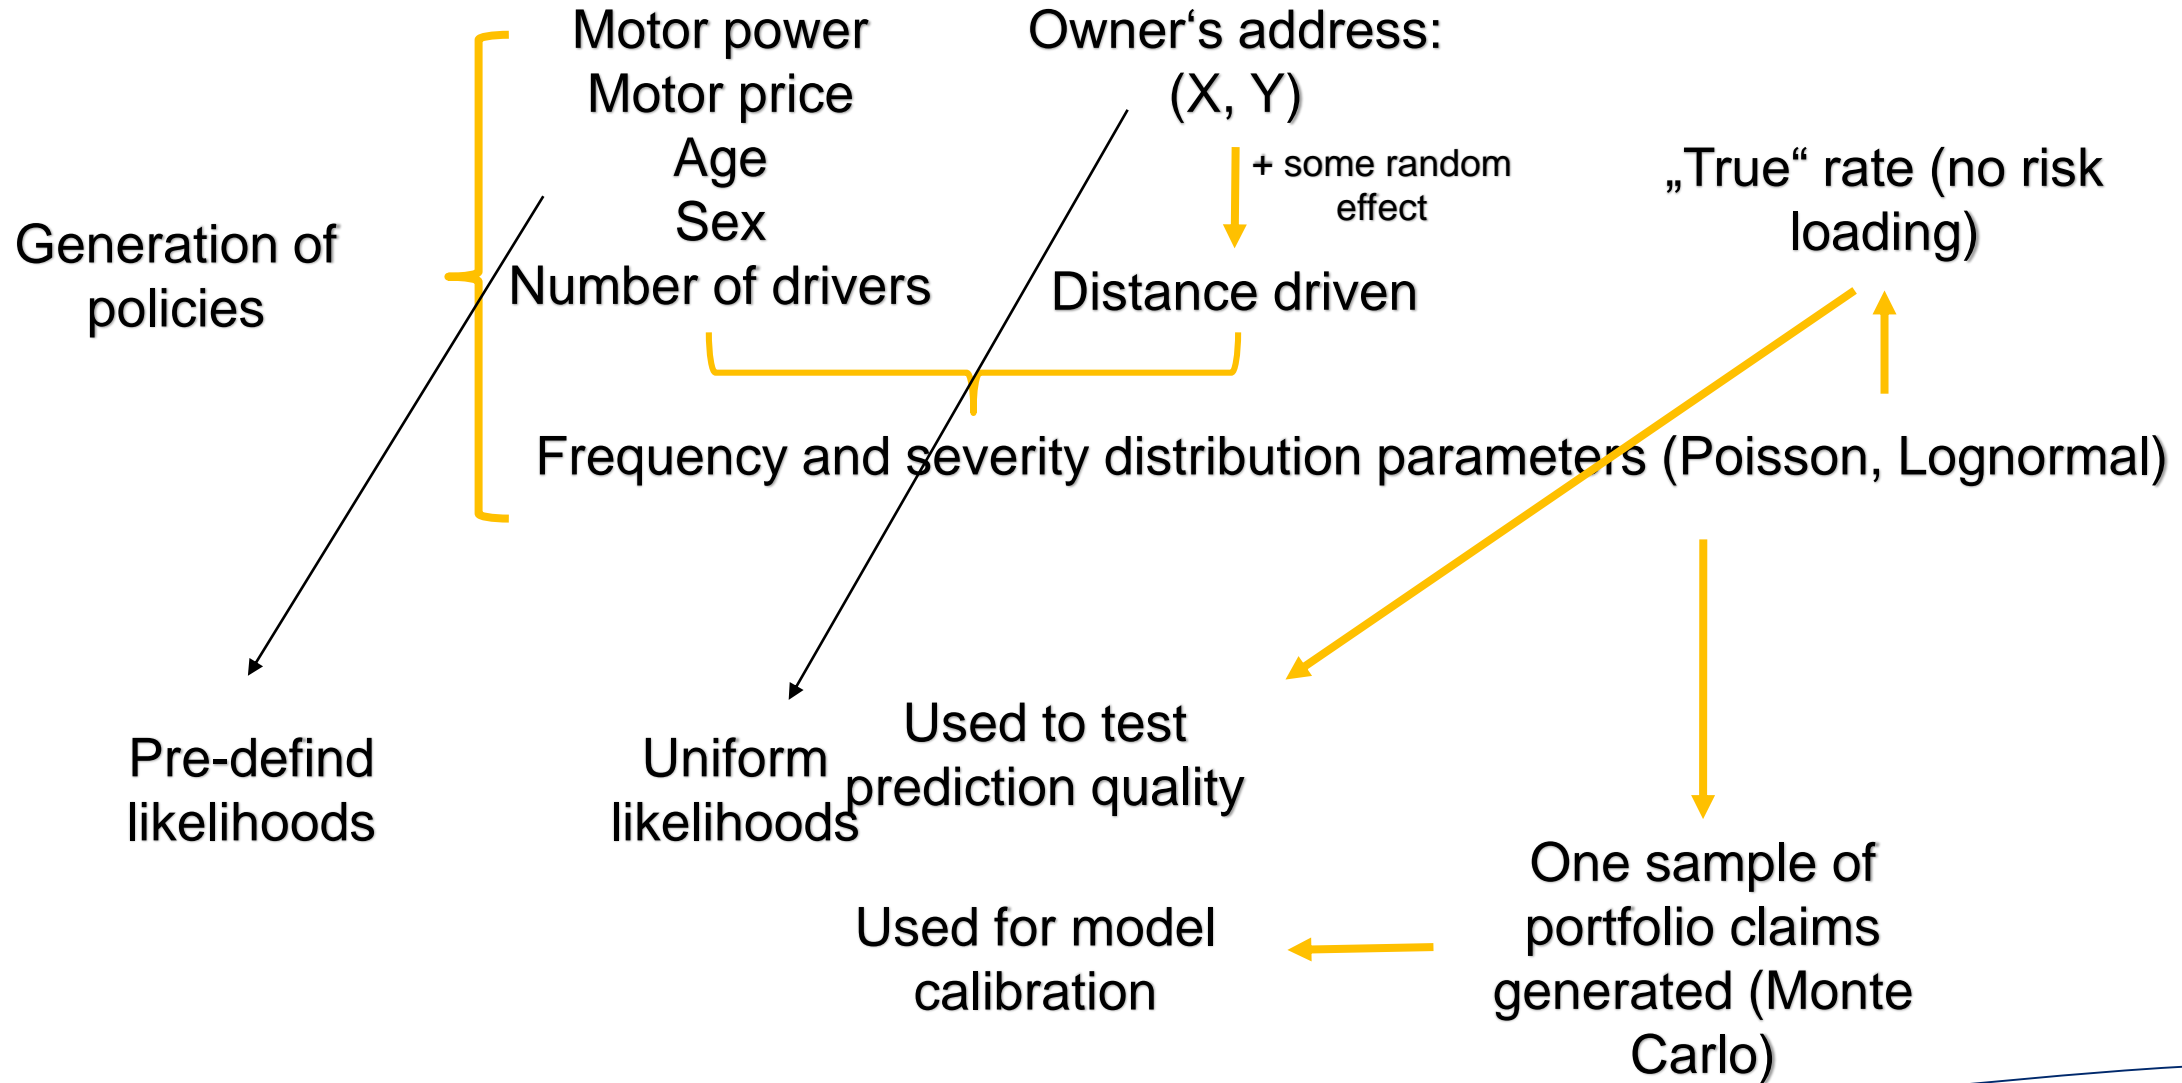 Motor power
Motor price
Age
Sex
Number of drivers
Owner‘s address:
(X, Y)
+ some random
effect
Distance driven
„True“ rate (no risk
loading)
Generation of
policies
Frequency and severity distribution parameters (Poisson, Lognormal)
Pre-defind
likelihoods
Uniform
likelihoods
Used to test
prediction quality
Used for model
calibration
One sample of
portfolio claims
generated (Monte
Carlo)